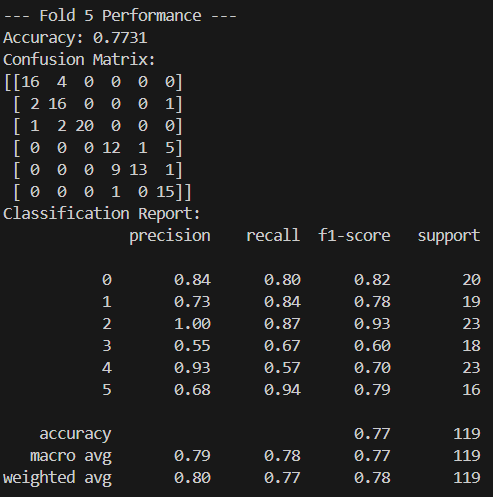 --- Fold 5 Performance ---
Accuracy: 0.7731
Confusion Matrix:
[[16  4  0  0  0  0]
 [ 2 16  0  0  0  1]
 [ 1  2 20  0  0  0]
 [ 0  0  0 12  1  5]
 [ 0  0  0  9 13  1]
 [ 0  0  0  1  0 15]]
Classification Report:
              precision    recall  f1-score   support

           0       0.84      0.80      0.82        20
           1       0.73      0.84      0.78        19
           2       1.00      0.87      0.93        23
           3       0.55      0.67      0.60        18
           4       0.93      0.57      0.70        23
           5       0.68      0.94      0.79        16

    accuracy                           0.77       119
   macro avg       0.79      0.78      0.77       119
weighted avg       0.80      0.77      0.78       119